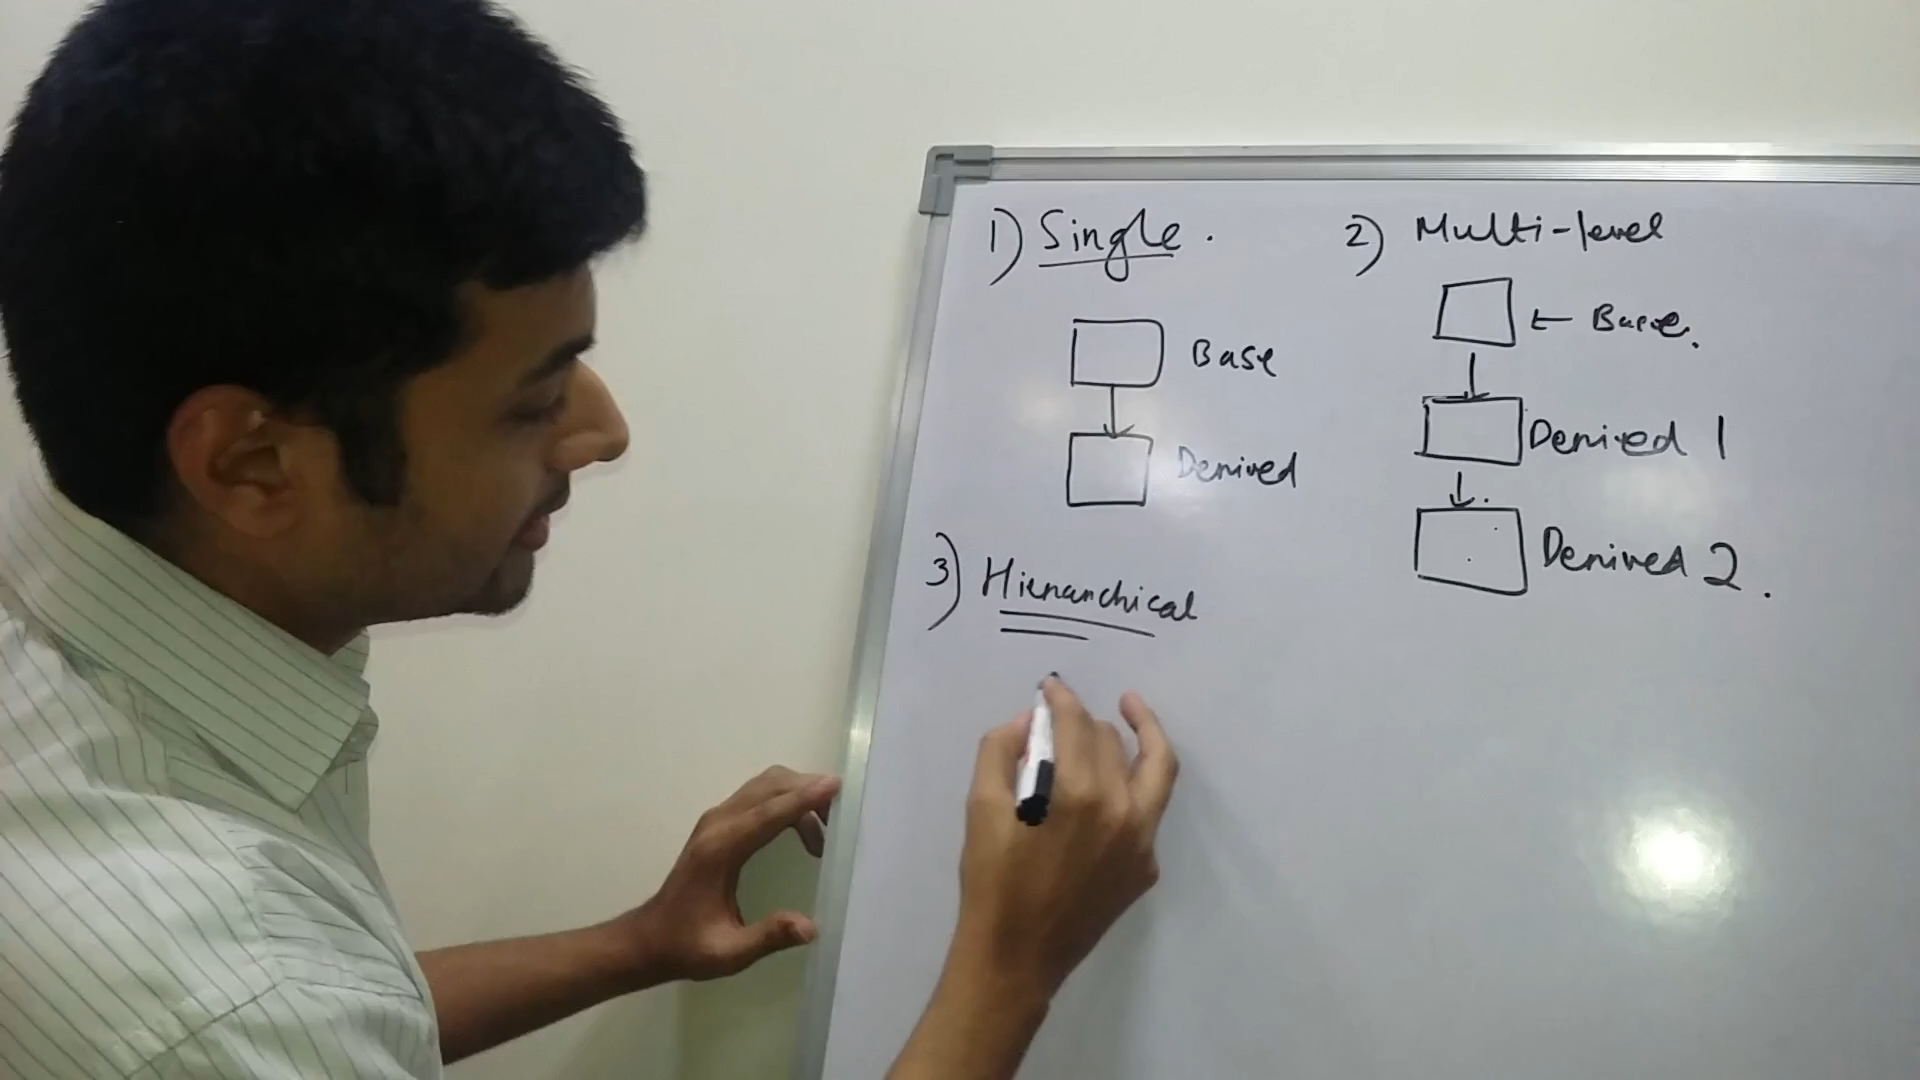 1) Single.
Base
Derived
2) Multi-level
← Base.
Derived 1
Derived 2.
3) Hierarchical